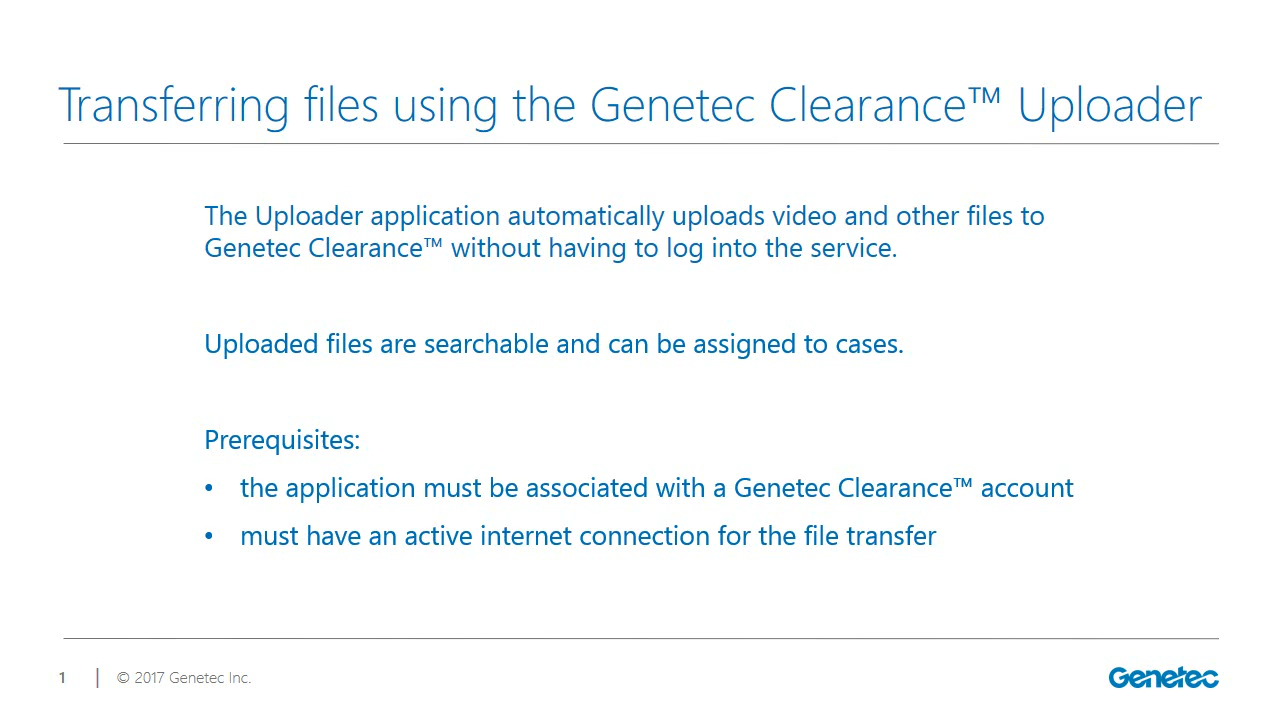 Transferring files using the Genetec Clearance™ Uploader
The Uploader application automatically uploads video and other files to
Genetec Clearance™ without having to log into the service.
Uploaded files are searchable and can be assigned to cases.
Prerequisites:
• the application must be associated with a Genetec Clearance™ account
• must have an active internet connection for the file transfer
1 | © 2017 Genetec Inc.
Genetec